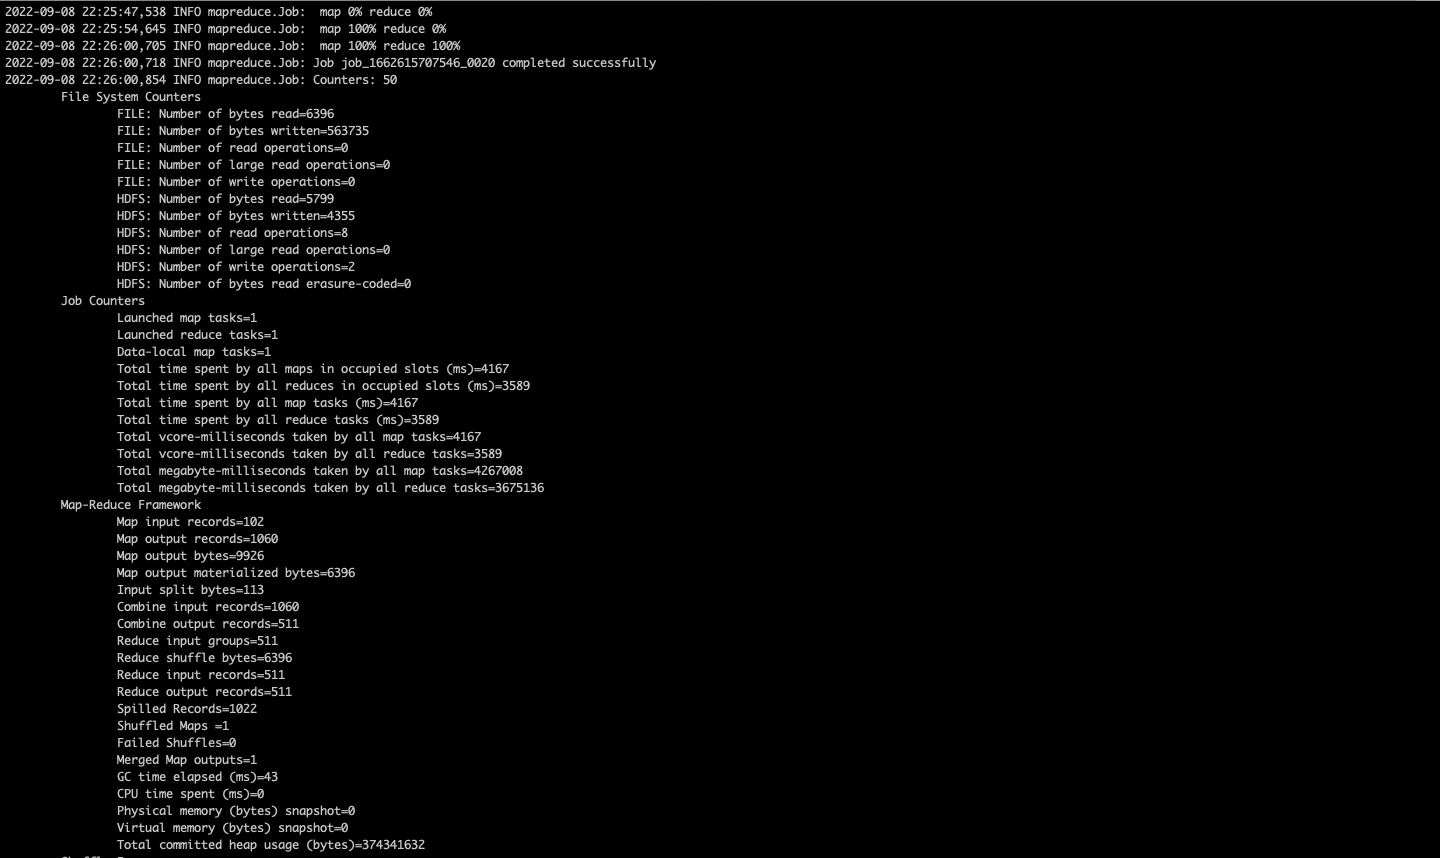 2022-09-08 22:25:47,538 INFO mapreduce.Job:  map 0% reduce 0%
2022-09-08 22:25:54,645 INFO mapreduce.Job:  map 100% reduce 0%
2022-09-08 22:26:00,705 INFO mapreduce.Job:  map 100% reduce 100%
2022-09-08 22:26:00,718 INFO mapreduce.Job: Job job_1662615707546_0020 completed successfully
2022-09-08 22:26:00,854 INFO mapreduce.Job: Counters: 50
File System Counters
FILE: Number of bytes read=6396
FILE: Number of bytes written=563735
FILE: Number of read operations=0
FILE: Number of large read operations=0
FILE: Number of write operations=0
HDFS: Number of bytes read=5799
HDFS: Number of bytes written=4355
HDFS: Number of read operations=8
HDFS: Number of large read operations=0
HDFS: Number of write operations=2
HDFS: Number of bytes read erasure-coded=0
Job Counters
Launched map tasks=1
Launched reduce tasks=1
Data-local map tasks=1
Total time spent by all maps in occupied slots (ms)=4167
Total time spent by all reduces in occupied slots (ms)=3589
Total time spent by all map tasks (ms)=4167
Total time spent by all reduce tasks (ms)=3589
Total vcore-milliseconds taken by all map tasks=4167
Total vcore-milliseconds taken by all reduce tasks=3589
Total megabyte-milliseconds taken by all map tasks=4267008
Total megabyte-milliseconds taken by all reduce tasks=3675136
Map-Reduce Framework
Map input records=102
Map output records=1060
Map output bytes=9926
Map output materialized bytes=6396
Input split bytes=113
Combine input records=1060
Combine output records=511
Reduce input groups=511
Reduce shuffle bytes=6396
Reduce input records=511
Reduce output records=511
Spilled Records=1022
Shuffled Maps =1
Failed Shuffles=0
Merged Map outputs=1
GC time elapsed (ms)=43
CPU time spent (ms)=0
Physical memory (bytes) snapshot=0
Virtual memory (bytes) snapshot=0
Total committed heap usage (bytes)=374341632